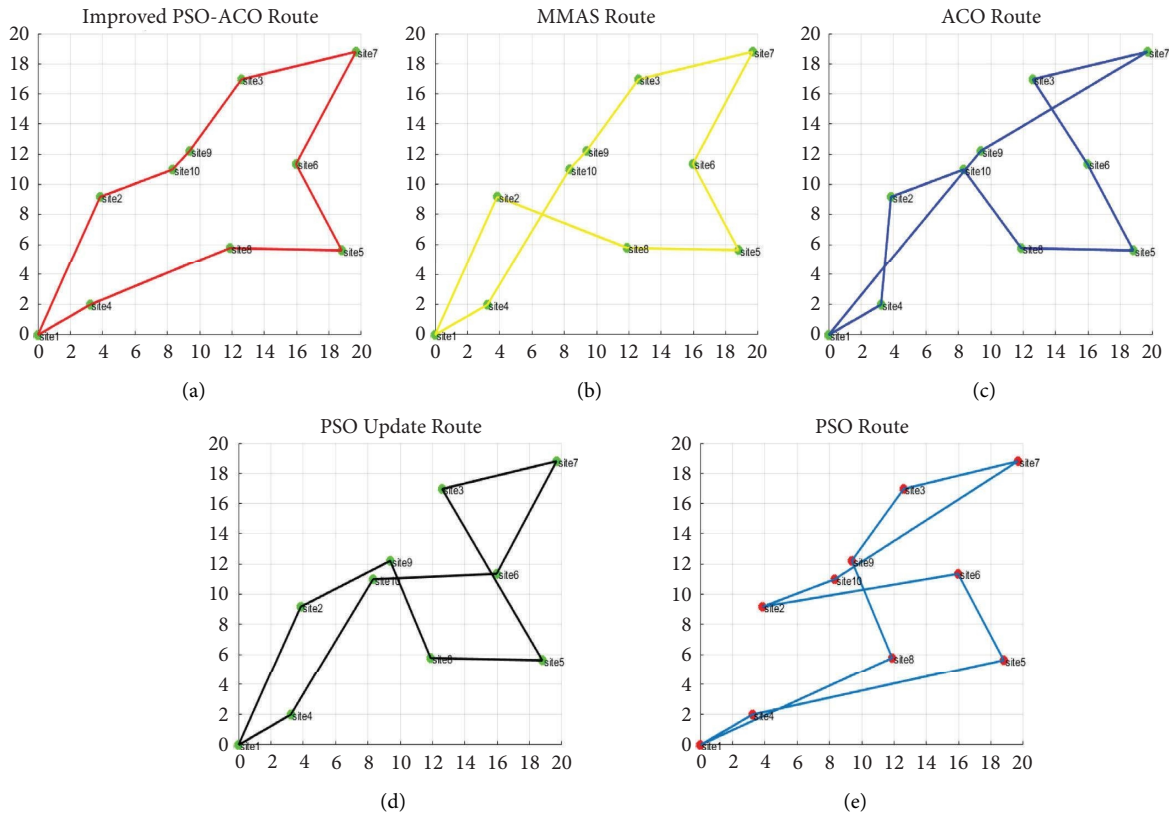 Improved PSO-ACO Route
20
18
16
14
12
10
8
6
4
2
0
site7
site3
site9
site6
site10
site2
site8
site5
site4
site1
0 2 4 6 8 10 12 14 16 18 20
(a)
MMAS Route
20
18
16
14
12
10
8
6
4
2
0
site7
site3
site9
site6
site10
site2
site8
site5
site4
site1
0 2 4 6 8 10 12 14 16 18 20
(b)
ACO Route
20
18
16
14
12
10
8
6
4
2
0
site7
site3
site9
site6
site10
site2
site8
site5
site4
site1
0 2 4 6 8 10 12 14 16 18 20
(c)
PSO Update Route
20
18
16
14
12
10
8
6
4
2
0
site7
site3
site9
site6
site10
site2
site8
site5
site4
site1
0 2 4 6 8 10 12 14 16 18 20
(d)
PSO Route
20
18
16
14
12
10
8
6
4
2
0
site7
site3
site9
site6
site10
site2
site8
site5
site4
site1
0 2 4 6 8 10 12 14 16 18 20
(e)